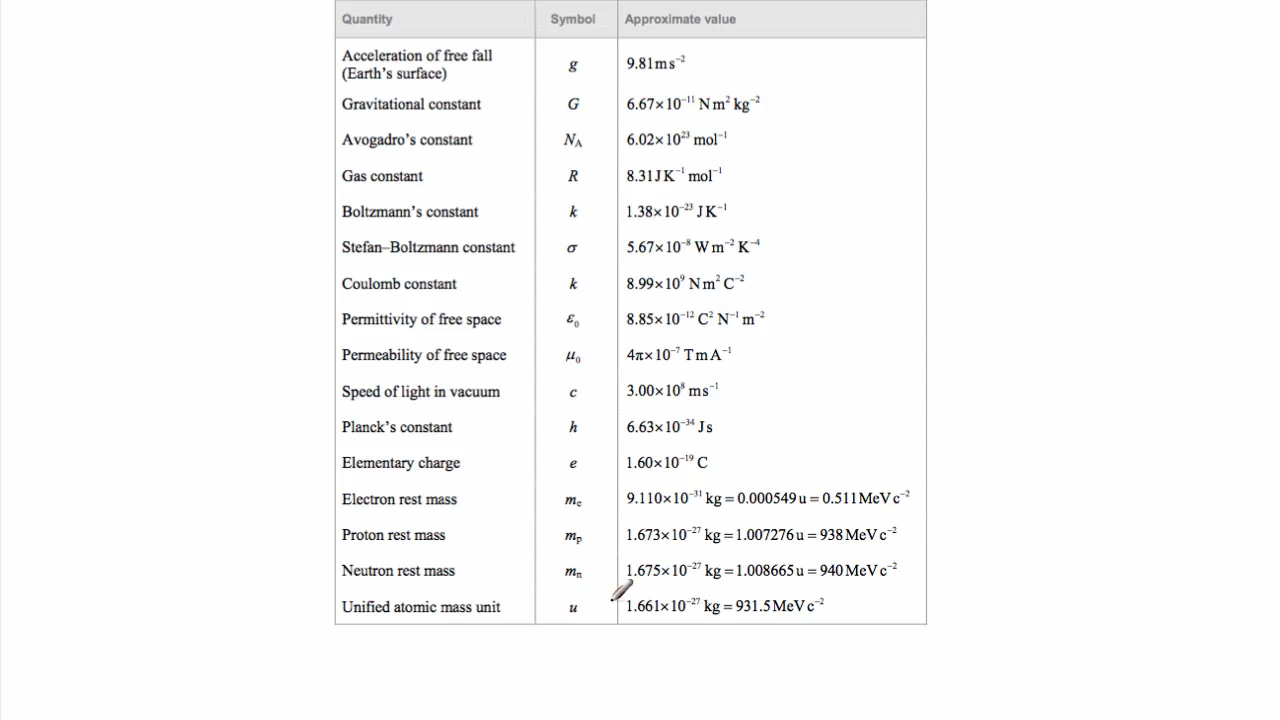 Quantity Symbol Approximate value
Acceleration of free fall
(Earth's surface) g 9.81 m s⁻²
Gravitational constant G 6.67×10⁻¹¹ N m² kg⁻²
Avogadro's constant N_A 6.02×10²³ mol⁻¹
Gas constant R 8.31 J K⁻¹ mol⁻¹
Boltzmann's constant k 1.38×10⁻²³ J K⁻¹
Stefan–Boltzmann constant σ 5.67×10⁻⁸ W m⁻² K⁻⁴
Coulomb constant k 8.99×10⁹ N m² C⁻²
Permittivity of free space ε₀ 8.85×10⁻¹² C² N⁻¹ m⁻²
Permeability of free space μ₀ 4π×10⁻⁷ T m A⁻¹
Speed of light in vacuum c 3.00×10⁸ m s⁻¹
Planck's constant h 6.63×10⁻³⁴ J s
Elementary charge e 1.60×10⁻¹⁹ C
Electron rest mass mₑ 9.110×10⁻³¹ kg = 0.000549 u = 0.511 MeV c⁻²
Proton rest mass mₚ 1.673×10⁻²⁷ kg = 1.007276 u = 938 MeV c⁻²
Neutron rest mass mₙ 1.675×10⁻²⁷ kg = 1.008665 u = 940 MeV c⁻²
Unified atomic mass unit u 1.661×10⁻²⁷ kg = 931.5 MeV c⁻²